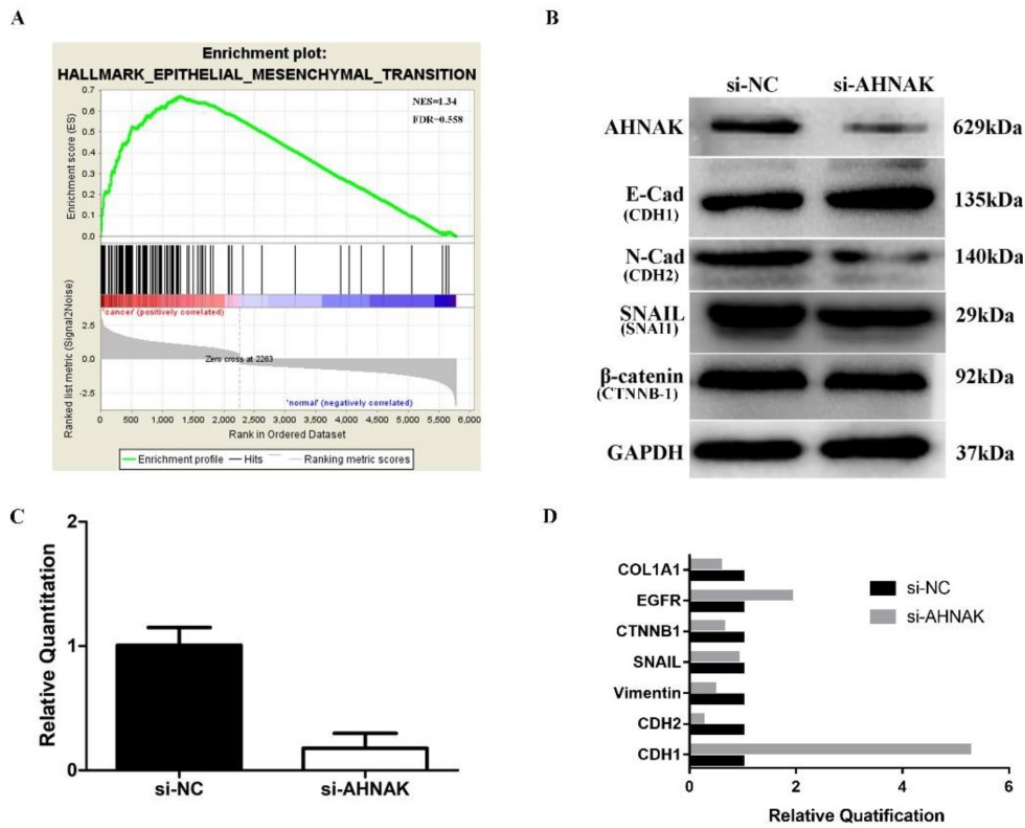 A
Enrichment plot:
HALLMARK_EPITHELIAL_MESENCHYMAL_TRANSITION
NES=1.34
FDR=0.558
Enrichment score (ES)
0.7
0.6
0.5
0.4
0.3
0.2
0.1
0.0
'cancer' (positively correlated)
Ranked list metric (Signal2Noise)
2.5
0.0
-2.5
Zero cross at 2263
'normal' (negatively correlated)
0 500 1,000 1,500 2,000 2,500 3,000 3,500 4,000 4,500 5,000 5,500 6,000
Rank in Ordered Dataset
Enrichment profile Hits Ranking metric scores
B
si-NC si-AHNAK
AHNAK 629kDa
E-Cad 135kDa
(CDH1)
N-Cad 140kDa
(CDH2)
SNAIL 29kDa
(SNAI1)
β-catenin 92kDa
(CTNNB-1)
GAPDH 37kDa
C
Relative Quantitation
2
1
0
si-NC si-AHNAK
D
COL1A1
EGFR
CTNNB1
SNAIL
Vimentin
CDH2
CDH1
si-NC
si-AHNAK
0 2 4 6
Relative Quatification